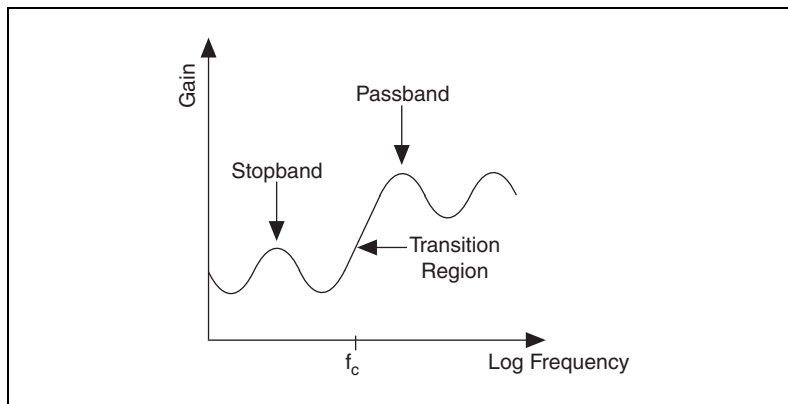 Gain
Passband
Stopband
Transition
Region
f_c
Log Frequency